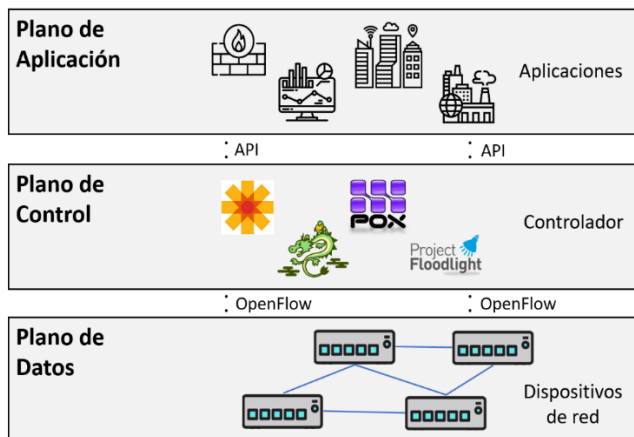 Plano de
Aplicación
Aplicaciones
API
API
Plano de
Control
POX
Controlador
Project
Floodlight
OpenFlow
OpenFlow
Plano de
Datos
Dispositivos
de red